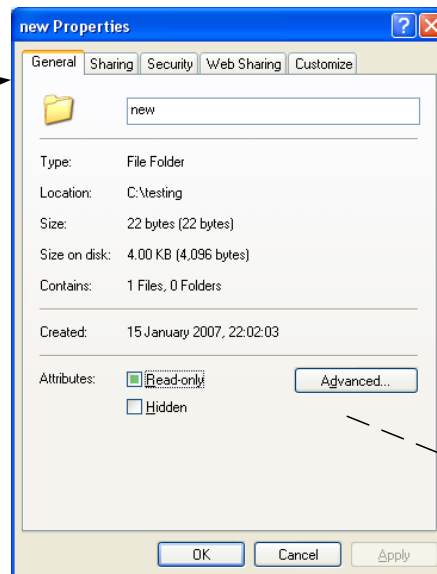 new Properties
General Sharing Security Web Sharing Customize
new
Type: File Folder
Location: C:\testing
Size: 22 bytes (22 bytes)
Size on disk: 4.00 KB (4,096 bytes)
Contains: 1 Files, 0 Folders
Created: 15 January 2007, 22:02:03
Attributes: Read-only Advanced...
Hidden
OK Cancel Apply